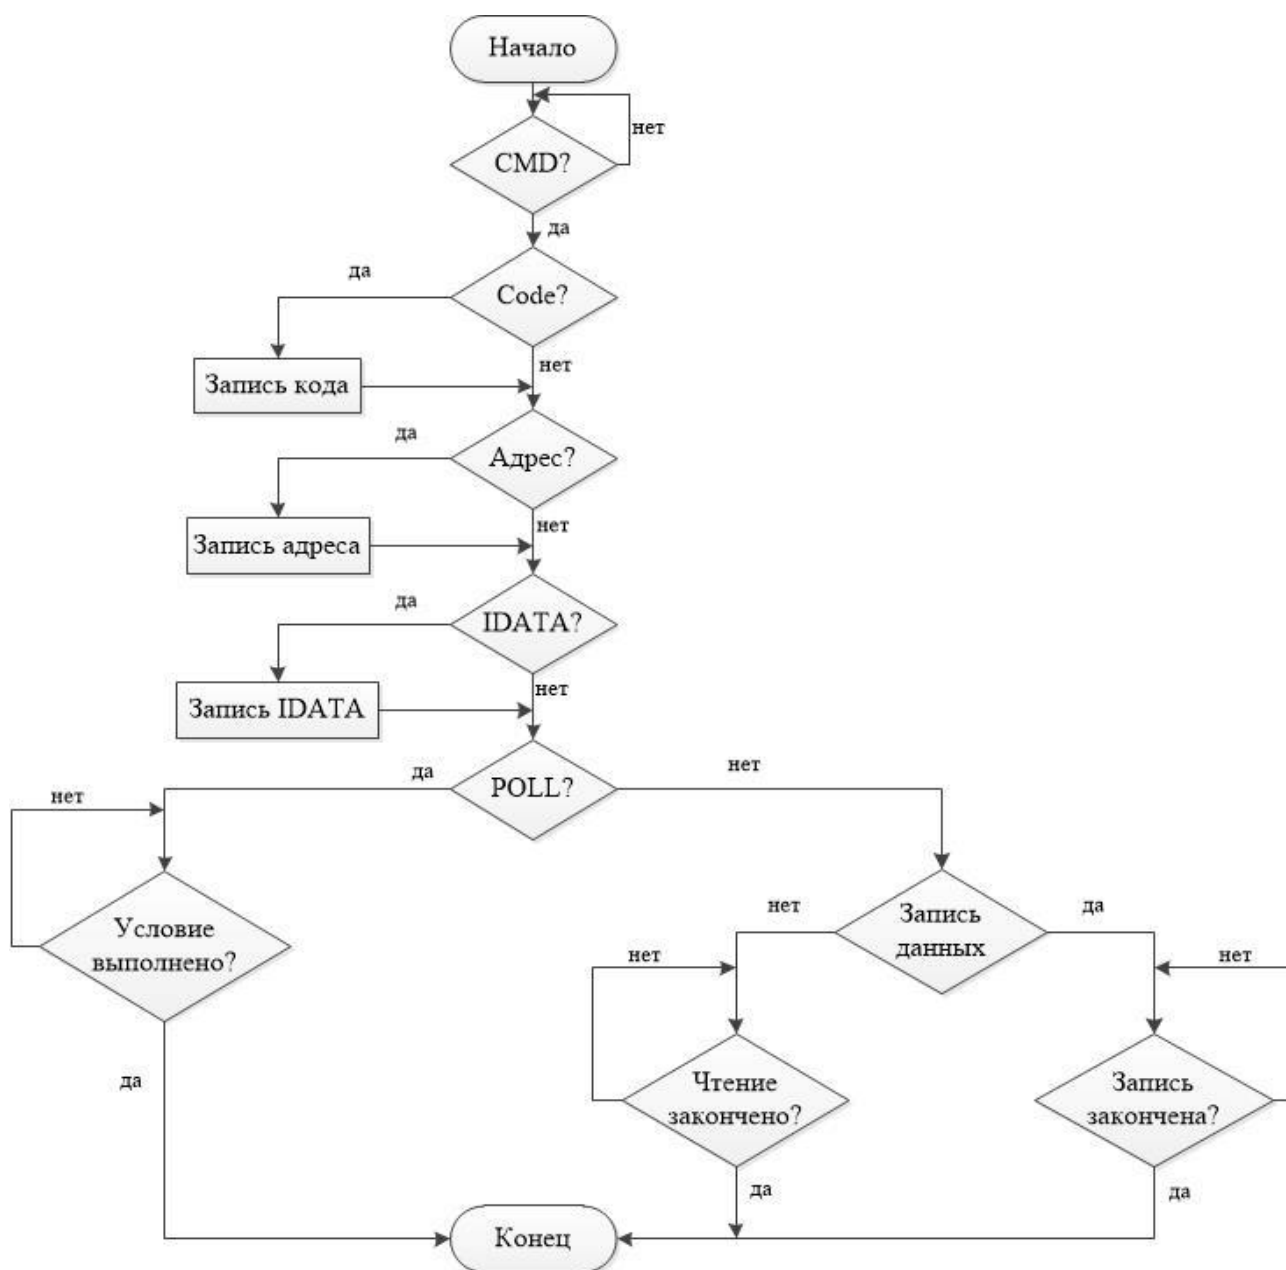 Начало
нет
CMD?
да
да
Code?
нет
Запись кода
да
Адрес?
нет
Запись адреса
да
IDATA?
нет
Запись IDATA
да
POLL?
нет
нет
Условие
выполнено?
нет
Запись
данных
да
нет
нет
да
Чтение
закончено?
Запись
закончена?
да
да
Конец